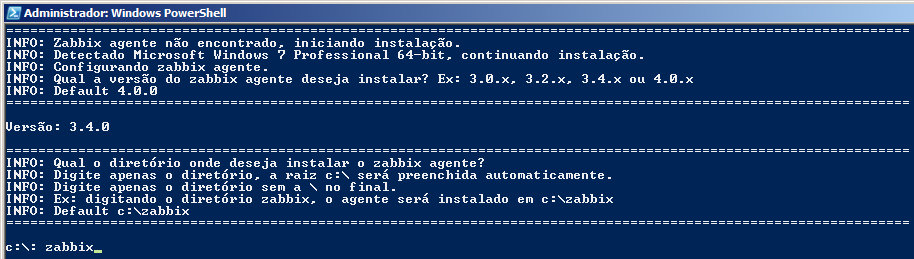 Administrador: Windows PowerShell
==================================================================================================================
INFO: Zabbix agente não encontrado, iniciando instalação.
INFO: Detectado Microsoft Windows 7 Professional 64-bit, continuando instalação.
INFO: Configurando zabbix agente.
INFO: Qual a versão do zabbix agente deseja instalar? Ex: 3.0.x, 3.2.x, 3.4.x ou 4.0.x
INFO: Default 4.0.0
==================================================================================================================
Versão: 3.4.0
==================================================================================================================
INFO: Qual o diretório onde deseja instalar o zabbix agente?
INFO: Digite apenas o diretório, a raiz c:\ será preenchida automaticamente.
INFO: Digite apenas o diretório sem a \ no final.
INFO: Ex: digitando o diretório zabbix, o agente será instalado em c:\zabbix
INFO: Default c:\zabbix
==================================================================================================================
c:\: zabbix_